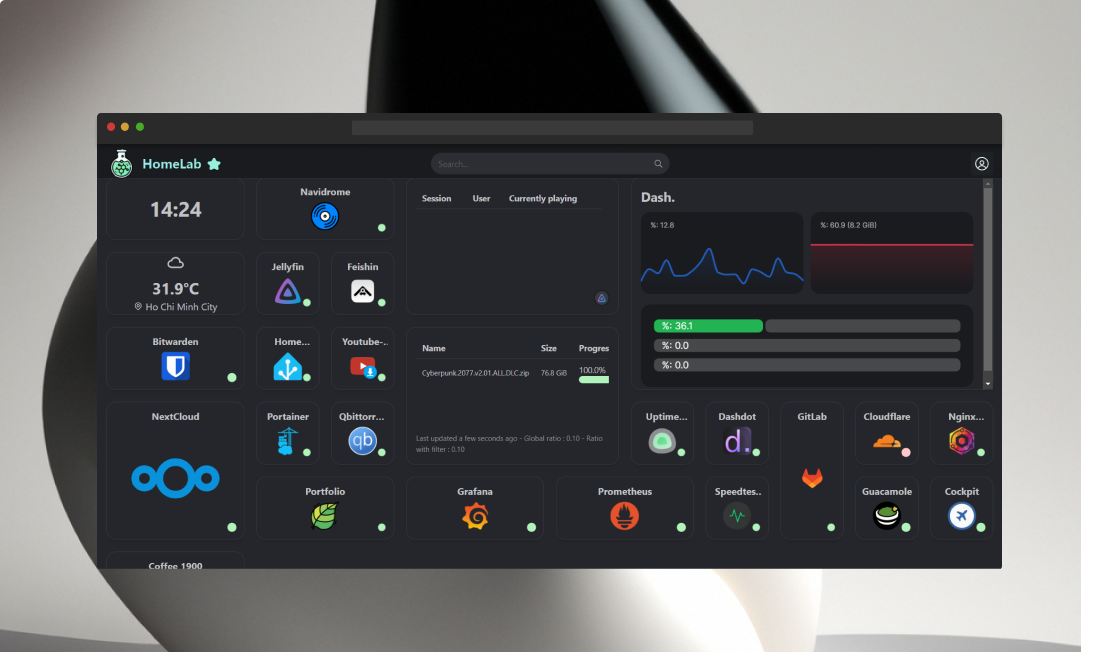 HomeLab
Search...
14:24
Navidrome
Session User Currently playing
Dash.
%: 12.8
%: 60.9 (8.2 GiB)
31.9°C
Ho Chi Minh City
Jellyfin
Feishin
%: 36.1
%: 0.0
%: 0.0
Bitwarden
Home...
Youtube-..
Name Size Progres
Cyberpunk.2077.v2.01.ALL.DLC.zip 76.8 GiB 100.0%
Last updated a few seconds ago - Global ratio : 0.10 - Ratio
with filter : 0.10
NextCloud
Portainer
Qbittorr...
qb
Uptime...
Dashdot
d.
GitLab
Cloudflare
Nginx...
Portfolio
Grafana
Prometheus
Speedtes..
Guacamole
Cockpit
Coffee 1900